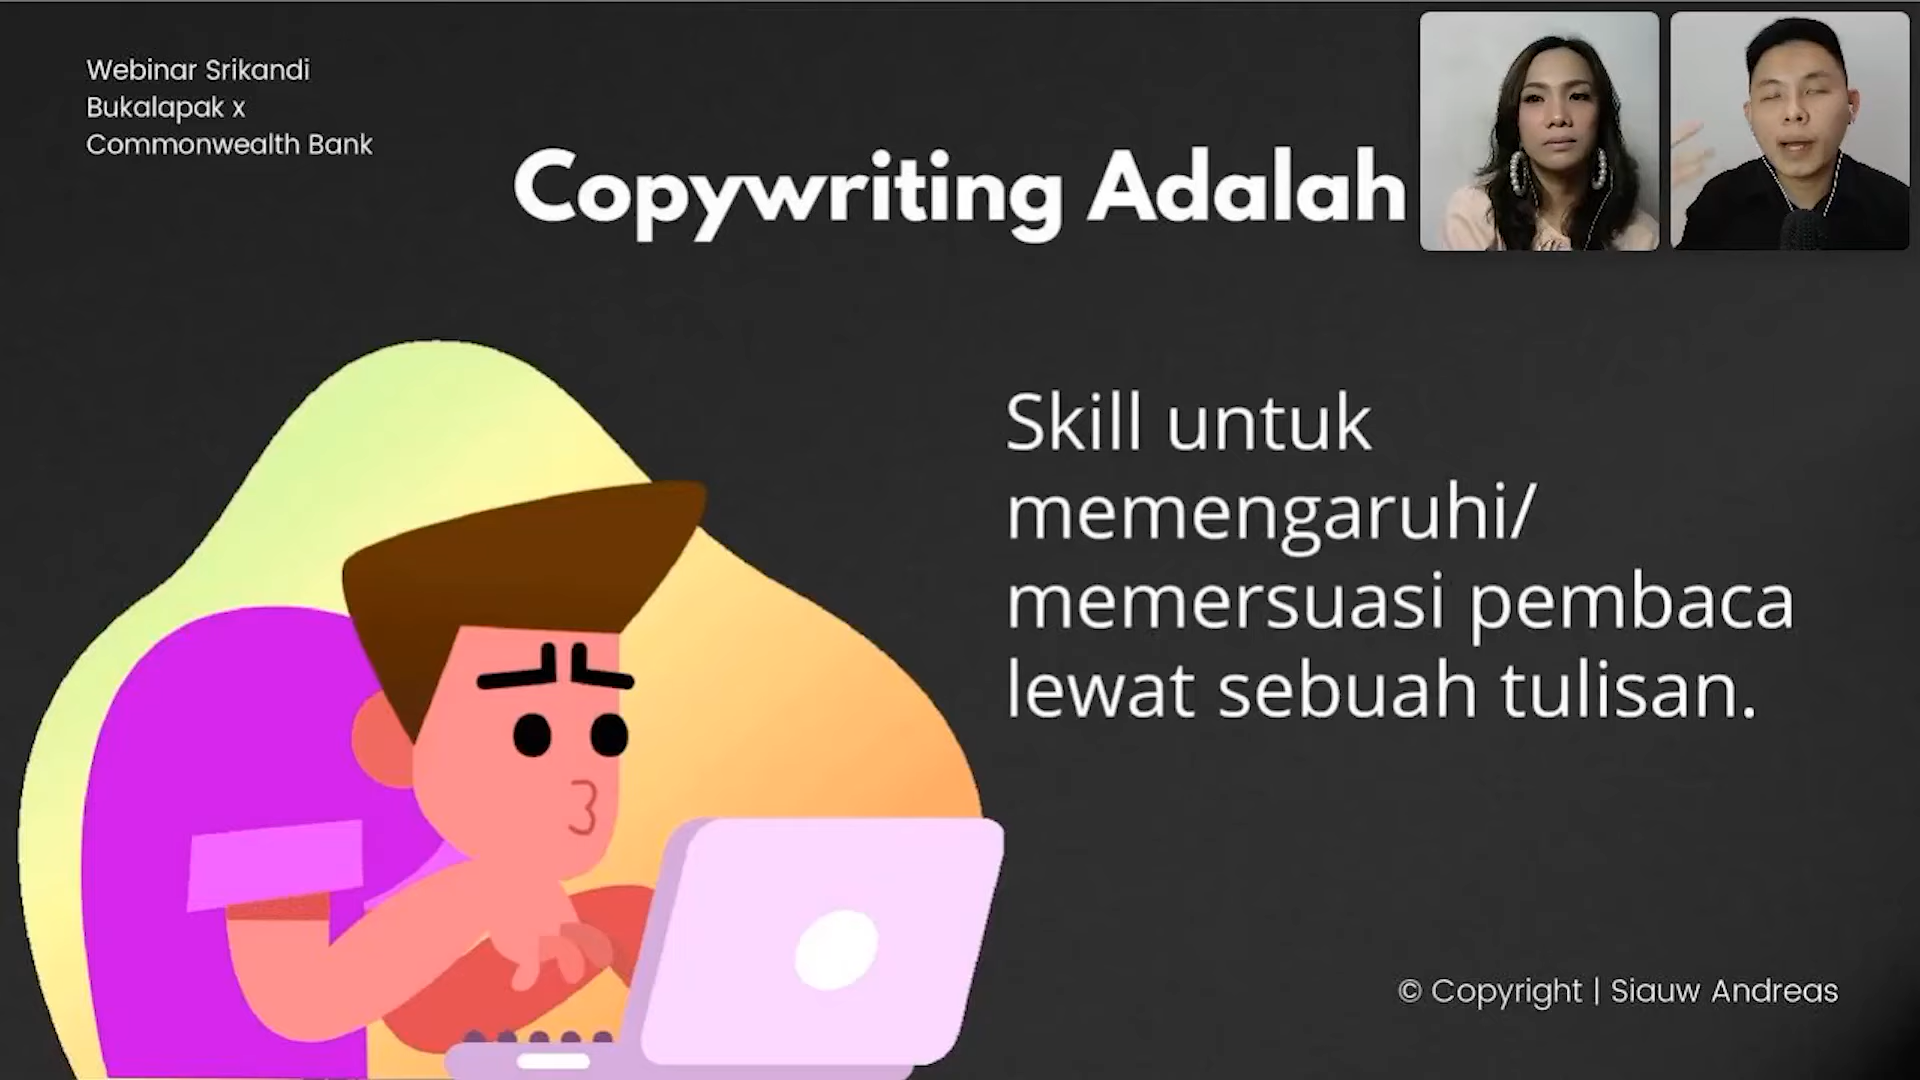 Webinar Srikandi
Bukalapak x
Commonwealth Bank
Copywriting Adalah
Skill untuk
memengaruhi/
memersuasi pembaca
lewat sebuah tulisan.
© Copyright | Siauw Andreas